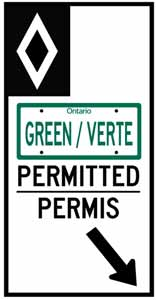 Ontario
GREEN / VERTE
PERMITTED
PERMIS